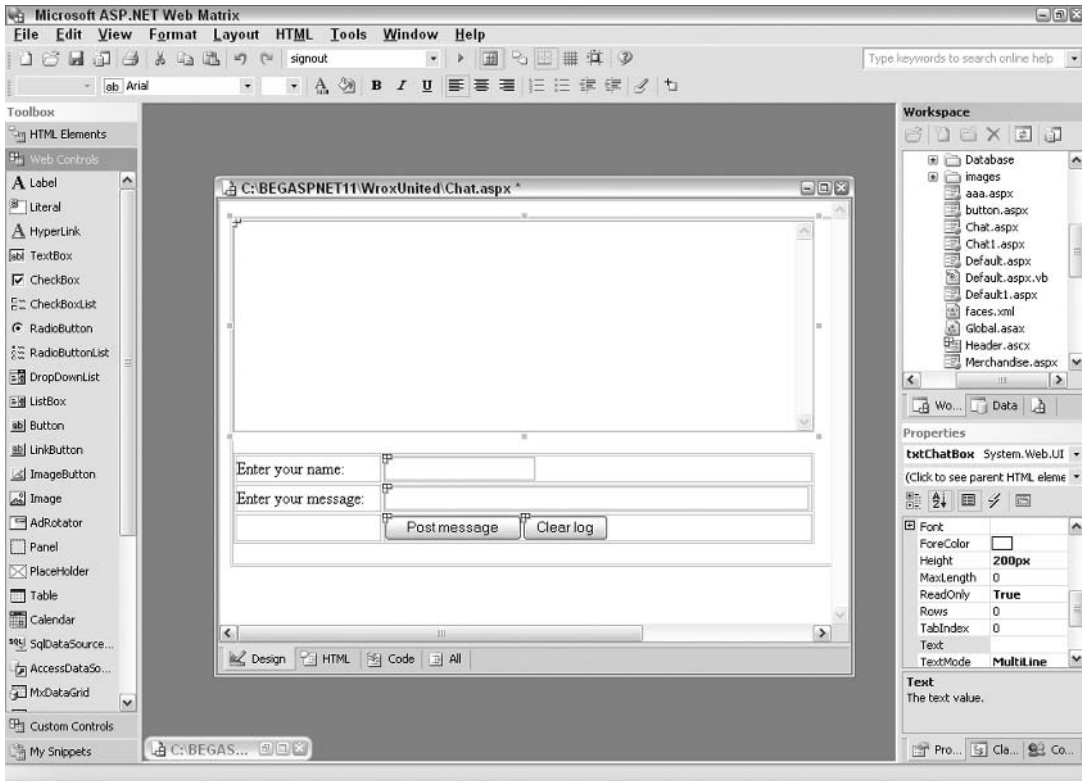 Microsoft ASP.NET Web Matrix
File Edit View Format Layout HTML Tools Window Help
signout
Type keywords to search online help
ab Arial
B I U
Toolbox
HTML Elements
Web Controls
Label
Literal
HyperLink
TextBox
CheckBox
CheckBoxList
RadioButton
RadioButtonList
DropDownList
ListBox
Button
LinkButton
ImageButton
Image
AdRotator
Panel
PlaceHolder
Table
Calendar
SqlDataSource...
AccessDataSo...
MxDataGrid
Custom Controls
My Snippets
C:\BEGASPNET11\WroxUnited\Chat.aspx *
Enter your name:
Enter your message:
Post message Clear log
Design HTML Code All
C:\BEGAS...
Workspace
Database
images
aaa.aspx
button.aspx
Chat.aspx
Chat1.aspx
Default.aspx
Default.aspx.vb
Default1.aspx
faces.xml
Global.asax
Header.ascx
Merchandise.aspx
Wo... Data
Properties
txtChatBox System.Web.UI
(Click to see parent HTML eleme
Font
ForeColor
Height 200px
MaxLength 0
ReadOnly True
Rows 0
TabIndex 0
Text
TextMode MultiLine
Text
The text value.
Pro... Cla... Co...